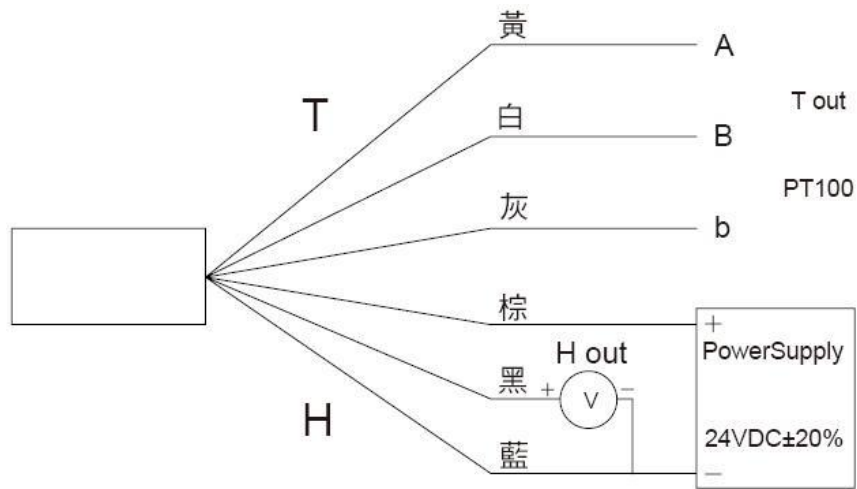 黃 A
T
T out
白 B
PT100
灰 b
棕 +
PowerSupply
H out
黑 + V −
H
24VDC±20%
藍 −